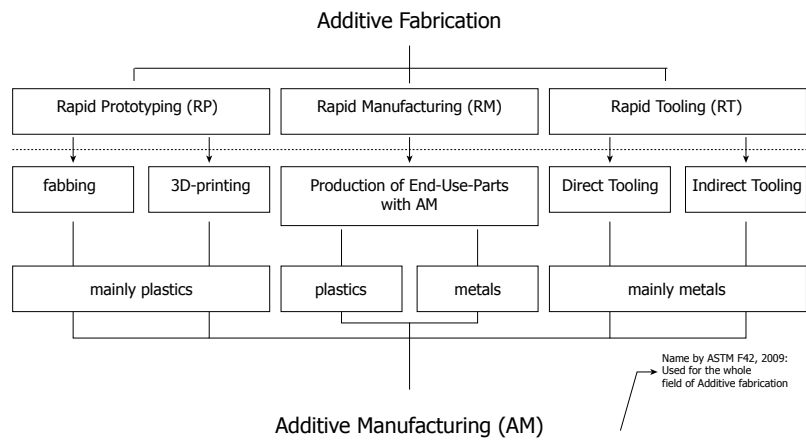 Additive Fabrication
Rapid Prototyping (RP)
Rapid Manufacturing (RM)
Rapid Tooling (RT)
fabbing
3D-printing
Production of End-Use-Parts
with AM
Direct Tooling
Indirect Tooling
mainly plastics
plastics
metals
mainly metals
Name by ASTM F42, 2009:
Used for the whole
field of Additive fabrication
Additive Manufacturing (AM)